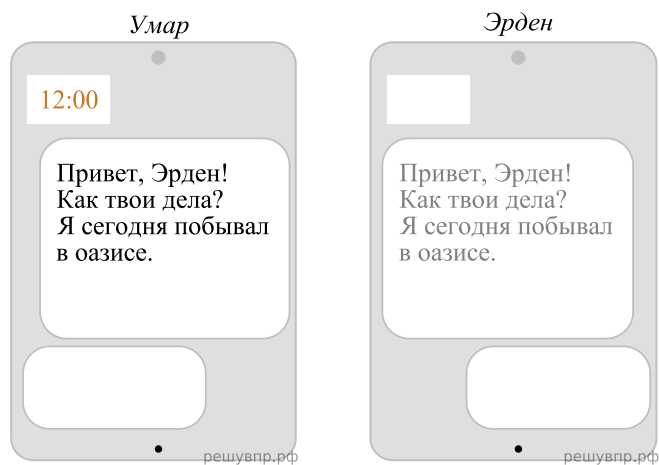 Умар
Эрден
12:00
Привет, Эрден!
Как твои дела?
Я сегодня побывал
в оазисе.
Привет, Эрден!
Как твои дела?
Я сегодня побывал
в оазисе.
решувпр.рф
решувпр.рф